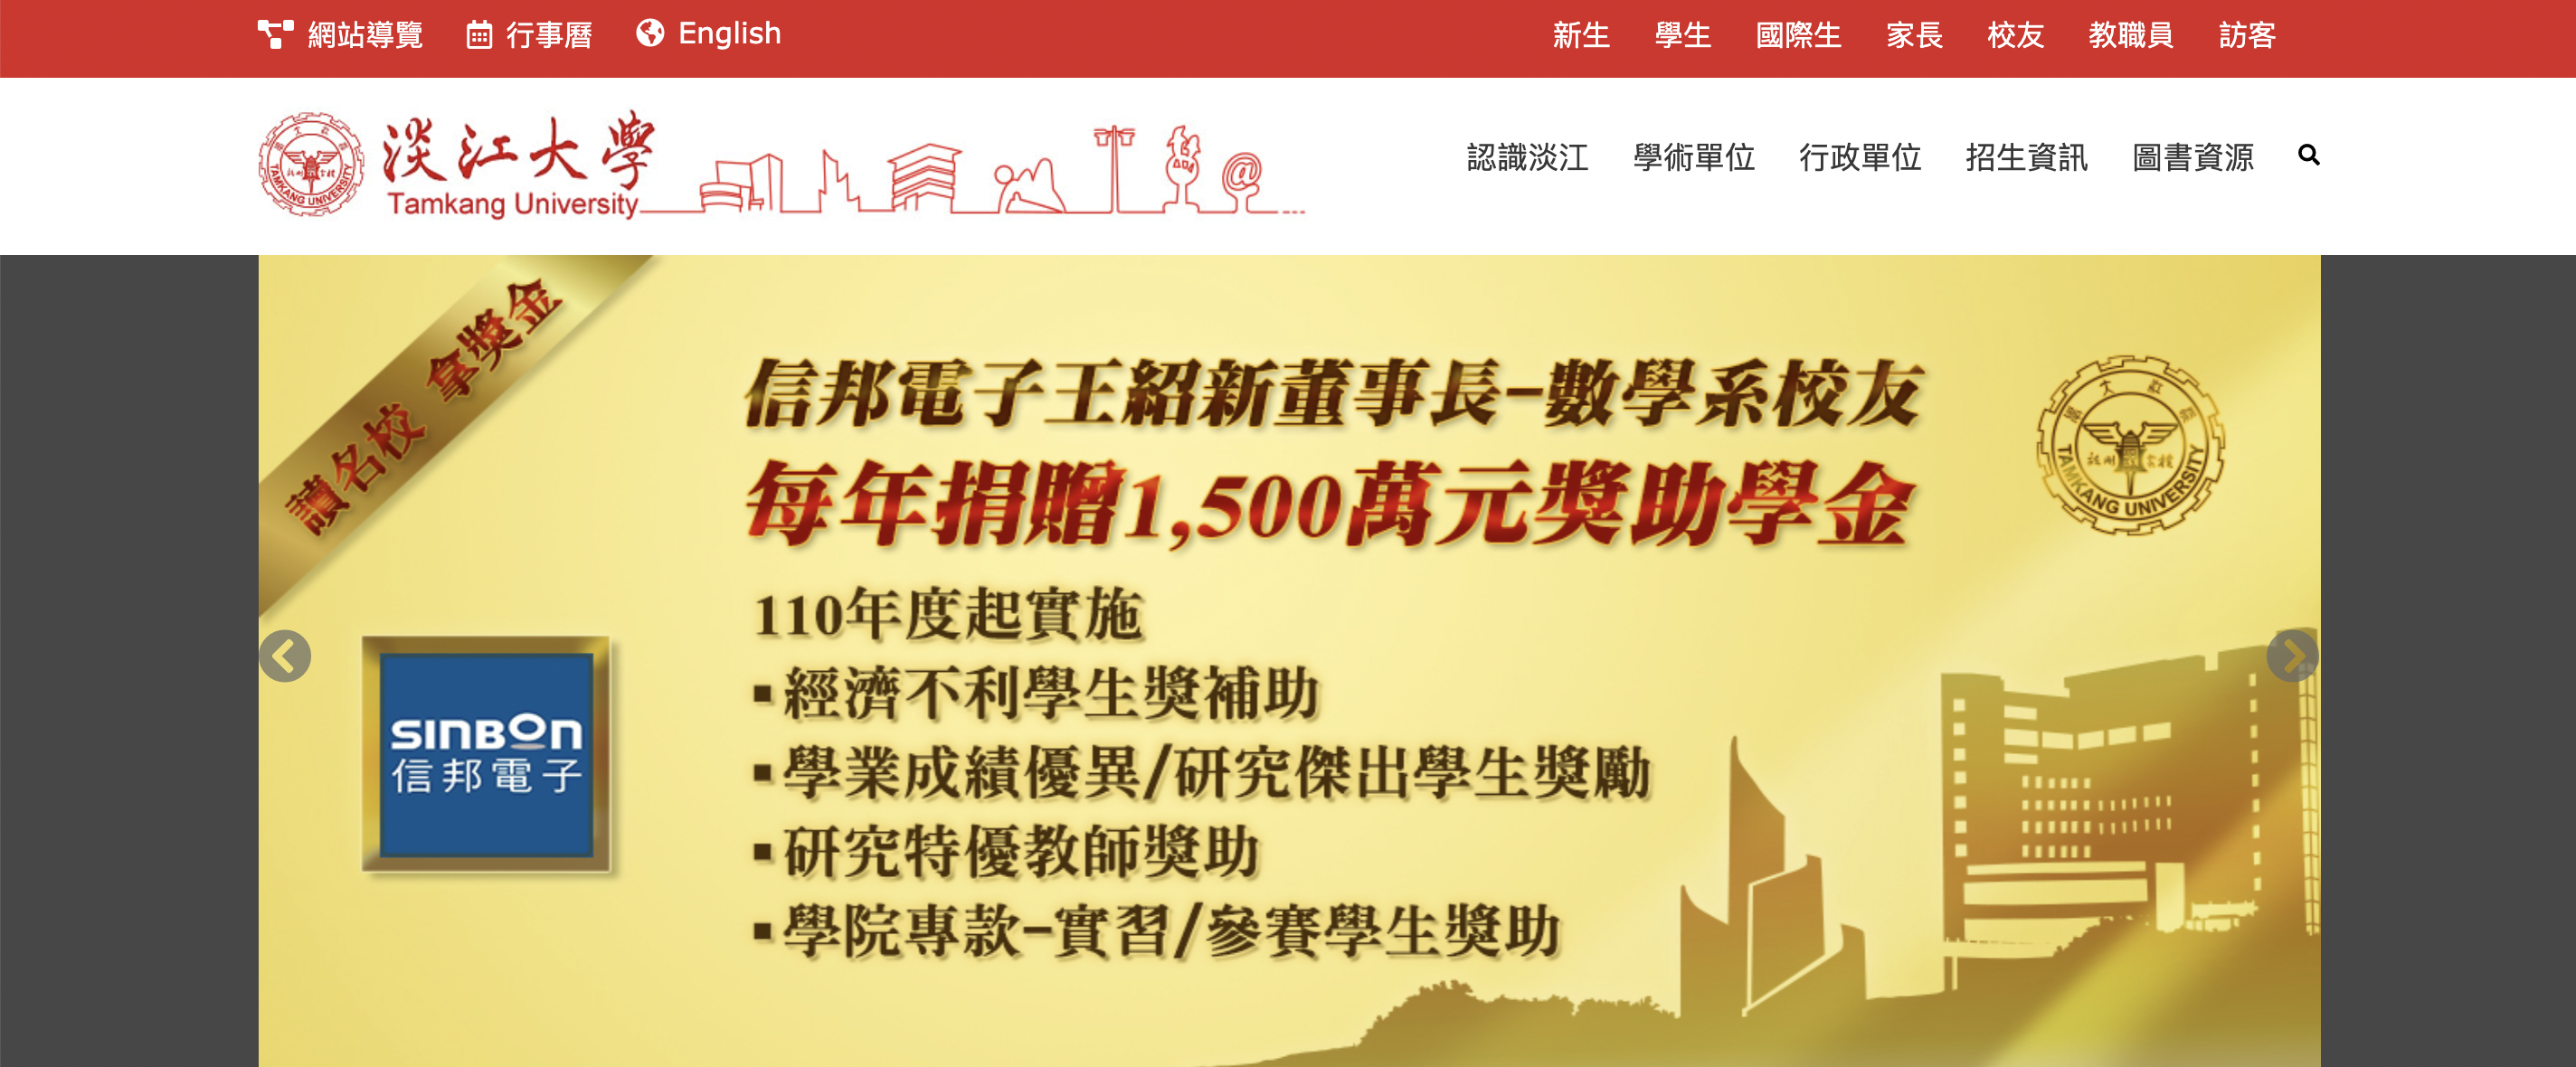 網站導覽 行事曆 English 新生 學生 國際生 家長 校友 教職員 訪客
淡江大學
Tamkang University
認識淡江 學術單位 行政單位 招生資訊 圖書資源
讀名校 拿獎金
信邦電子王紹新董事長-數學系校友
每年捐贈1,500萬元獎助學金
TAMKANG UNIVERSITY
110年度起實施
▪經濟不利學生獎補助
▪學業成績優異/研究傑出學生獎勵
▪研究特優教師獎助
▪學院專款-實習/參賽學生獎助
SINBON
信邦電子